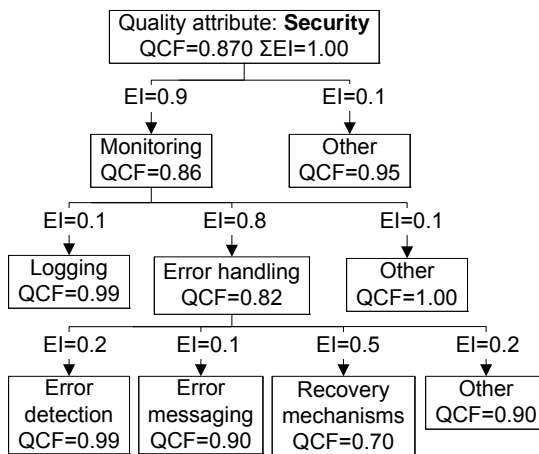 Quality attribute: Security
QCF=0.870 ΣEI=1.00
EI=0.9
EI=0.1
Monitoring
QCF=0.86
Other
QCF=0.95
EI=0.1
EI=0.8
EI=0.1
Logging
QCF=0.99
Error handling
QCF=0.82
Other
QCF=1.00
EI=0.2
EI=0.1
EI=0.5
EI=0.2
Error
detection
QCF=0.99
Error
messaging
QCF=0.90
Recovery
mechanisms
QCF=0.70
Other
QCF=0.90